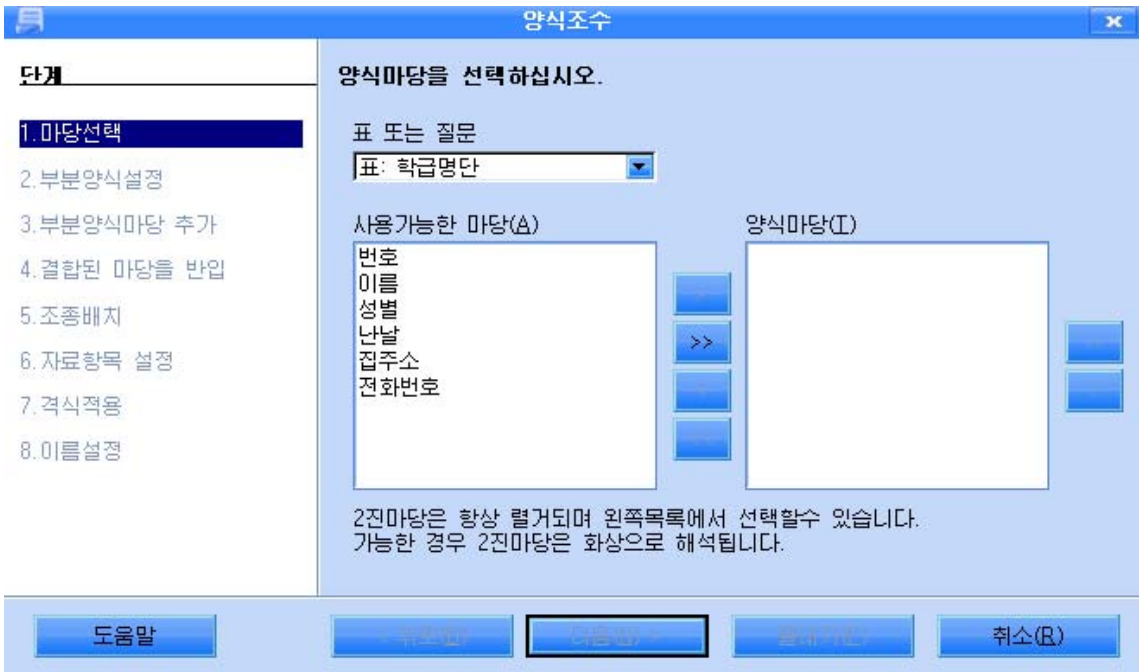 양식조수
단계
1.마당선택
2.부분양식설정
3.부분양식마당 추가
4.결합된 마당을 반입
5.조종배치
6.자료항목 설정
7.격식적용
8.이름설정
양식마당을 선택하십시오.
표 또는 질문
표: 학급명단
사용가능한 마당(A)
번호
이름
성별
난날
집주소
전화번호
>>
양식마당(T)
2진마당은 항상 렬거되며 왼쪽목록에서 선택할수 있습니다.
가능한 경우 2진마당은 화상으로 해석됩니다.
도움말
취소(R)